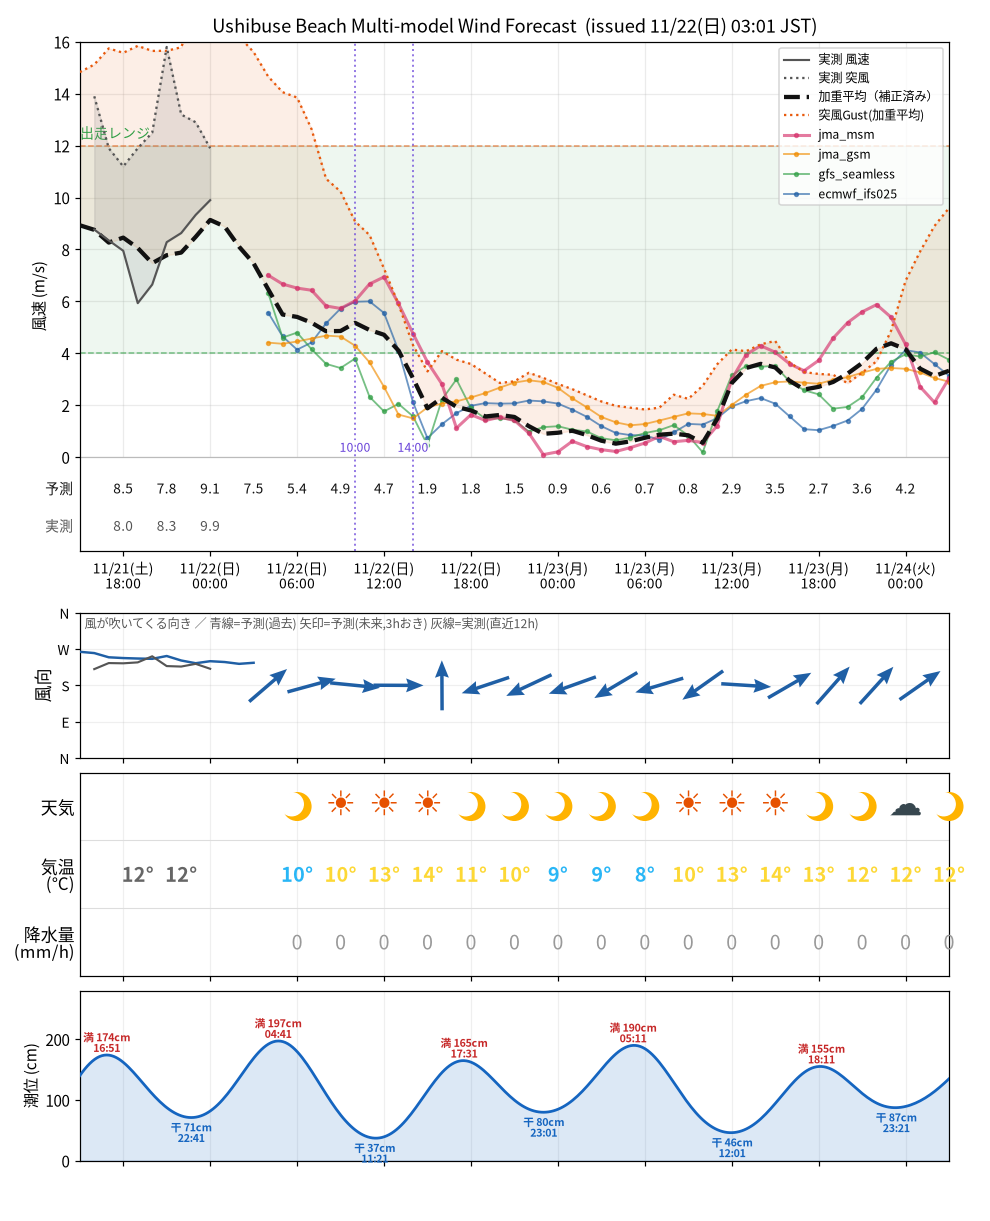 Ushibuse Beach Multi-model Wind Forecast (issued 11/22(日) 03:01 JST)
風速 (m/s)
16
14
12
10
8
6
4
2
0
出走レンジ
実測 風速
実測 突風
加重平均（補正済み）
突風Gust(加重平均)
jma_msm
jma_gsm
gfs_seamless
ecmwf_ifs025
10:00 14:00
予測 8.5 7.8 9.1 7.5 5.4 4.9 4.7 1.9 1.8 1.5 0.9 0.6 0.7 0.8 2.9 3.5 2.7 3.6 4.2
実測 8.0 8.3 9.9
11/21(土) 11/22(日) 11/22(日) 11/22(日) 11/22(日) 11/23(月) 11/23(月) 11/23(月) 11/23(月) 11/24(火)
18:00 00:00 06:00 12:00 18:00 00:00 06:00 12:00 18:00 00:00
風向
N
W
S
E
N
風が吹いてくる向き ／ 青線=予測(過去) 矢印=予測(未来,3hおき) 灰線=実測(直近12h)
天気
気温
(℃)
12° 12° 10° 10° 13° 14° 11° 10° 9° 9° 8° 10° 13° 14° 13° 12° 12° 12°
降水量
(mm/h)
0 0 0 0 0 0 0 0 0 0 0 0 0 0 0 0
潮位 (cm)
200
100
0
満 174cm
16:51
干 71cm
22:41
満 197cm
04:41
干 37cm
11:21
満 165cm
17:31
干 80cm
23:01
満 190cm
05:11
干 46cm
12:01
満 155cm
18:11
干 87cm
23:21